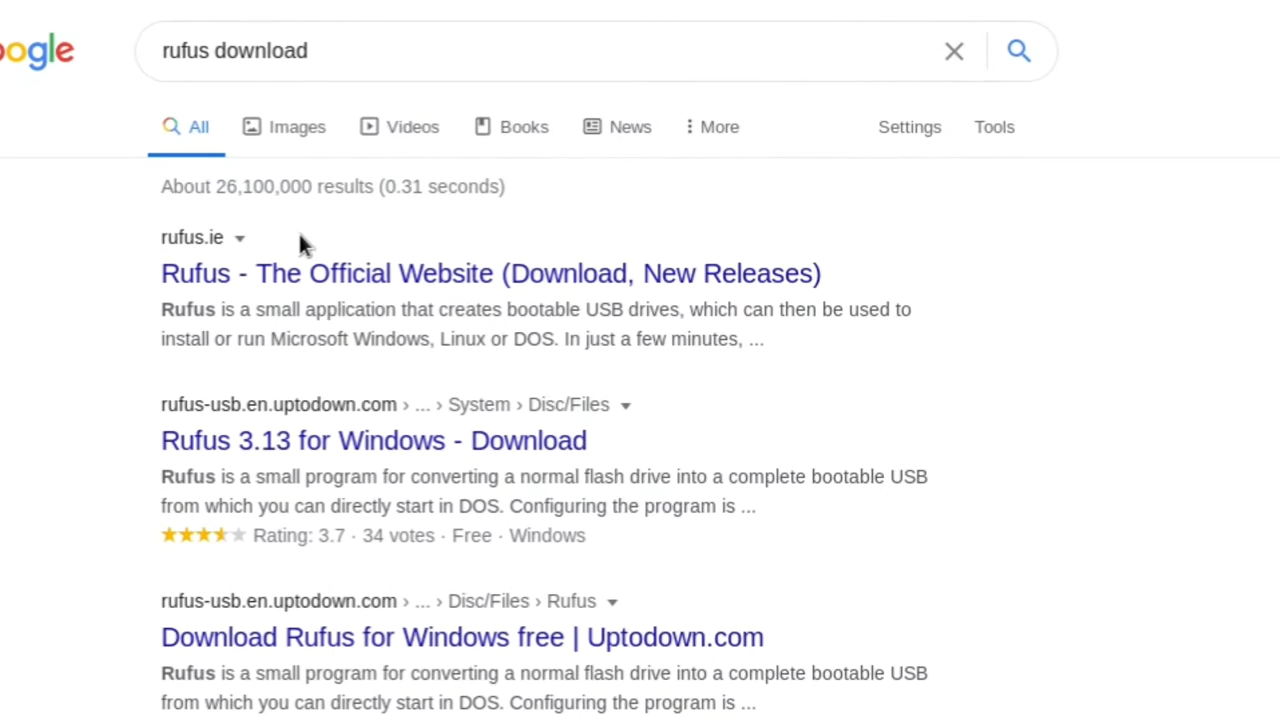 ogle
rufus download
All Images Videos Books News More Settings Tools
About 26,100,000 results (0.31 seconds)
rufus.ie
Rufus - The Official Website (Download, New Releases)
Rufus is a small application that creates bootable USB drives, which can then be used to
install or run Microsoft Windows, Linux or DOS. In just a few minutes, ...
rufus-usb.en.uptodown.com › ... › System › Disc/Files
Rufus 3.13 for Windows - Download
Rufus is a small program for converting a normal flash drive into a complete bootable USB
from which you can directly start in DOS. Configuring the program is ...
Rating: 3.7 · 34 votes · Free · Windows
rufus-usb.en.uptodown.com › ... › Disc/Files › Rufus
Download Rufus for Windows free | Uptodown.com
Rufus is a small program for converting a normal flash drive into a complete bootable USB
from which you can directly start in DOS. Configuring the program is ...